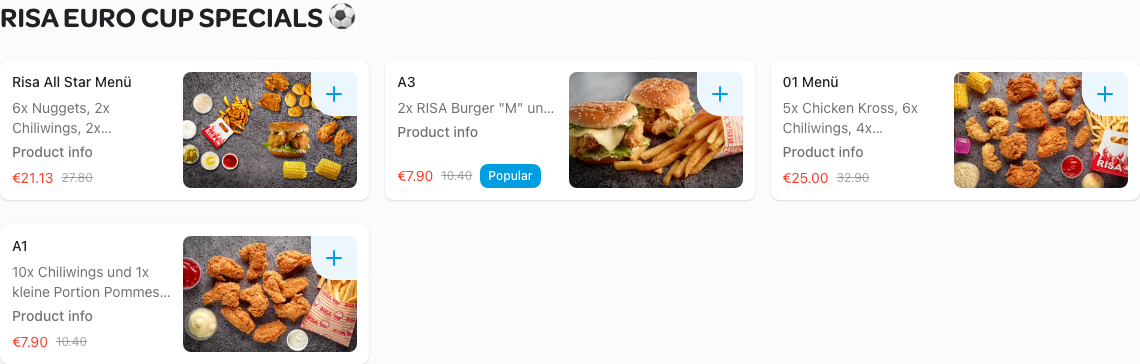 RISA EURO CUP SPECIALS ⚽
Risa All Star Menü
6x Nuggets, 2x
Chiliwings, 2x...
Product info
€21.13 27.80
A3
2x RISA Burger "M" un...
Product info
€7.90 10.40 Popular
01 Menü
5x Chicken Kross, 6x
Chiliwings, 4x...
Product info
€25.00 32.90
RISA
A1
10x Chiliwings und 1x
kleine Portion Pommes...
Product info
€7.90 10.40